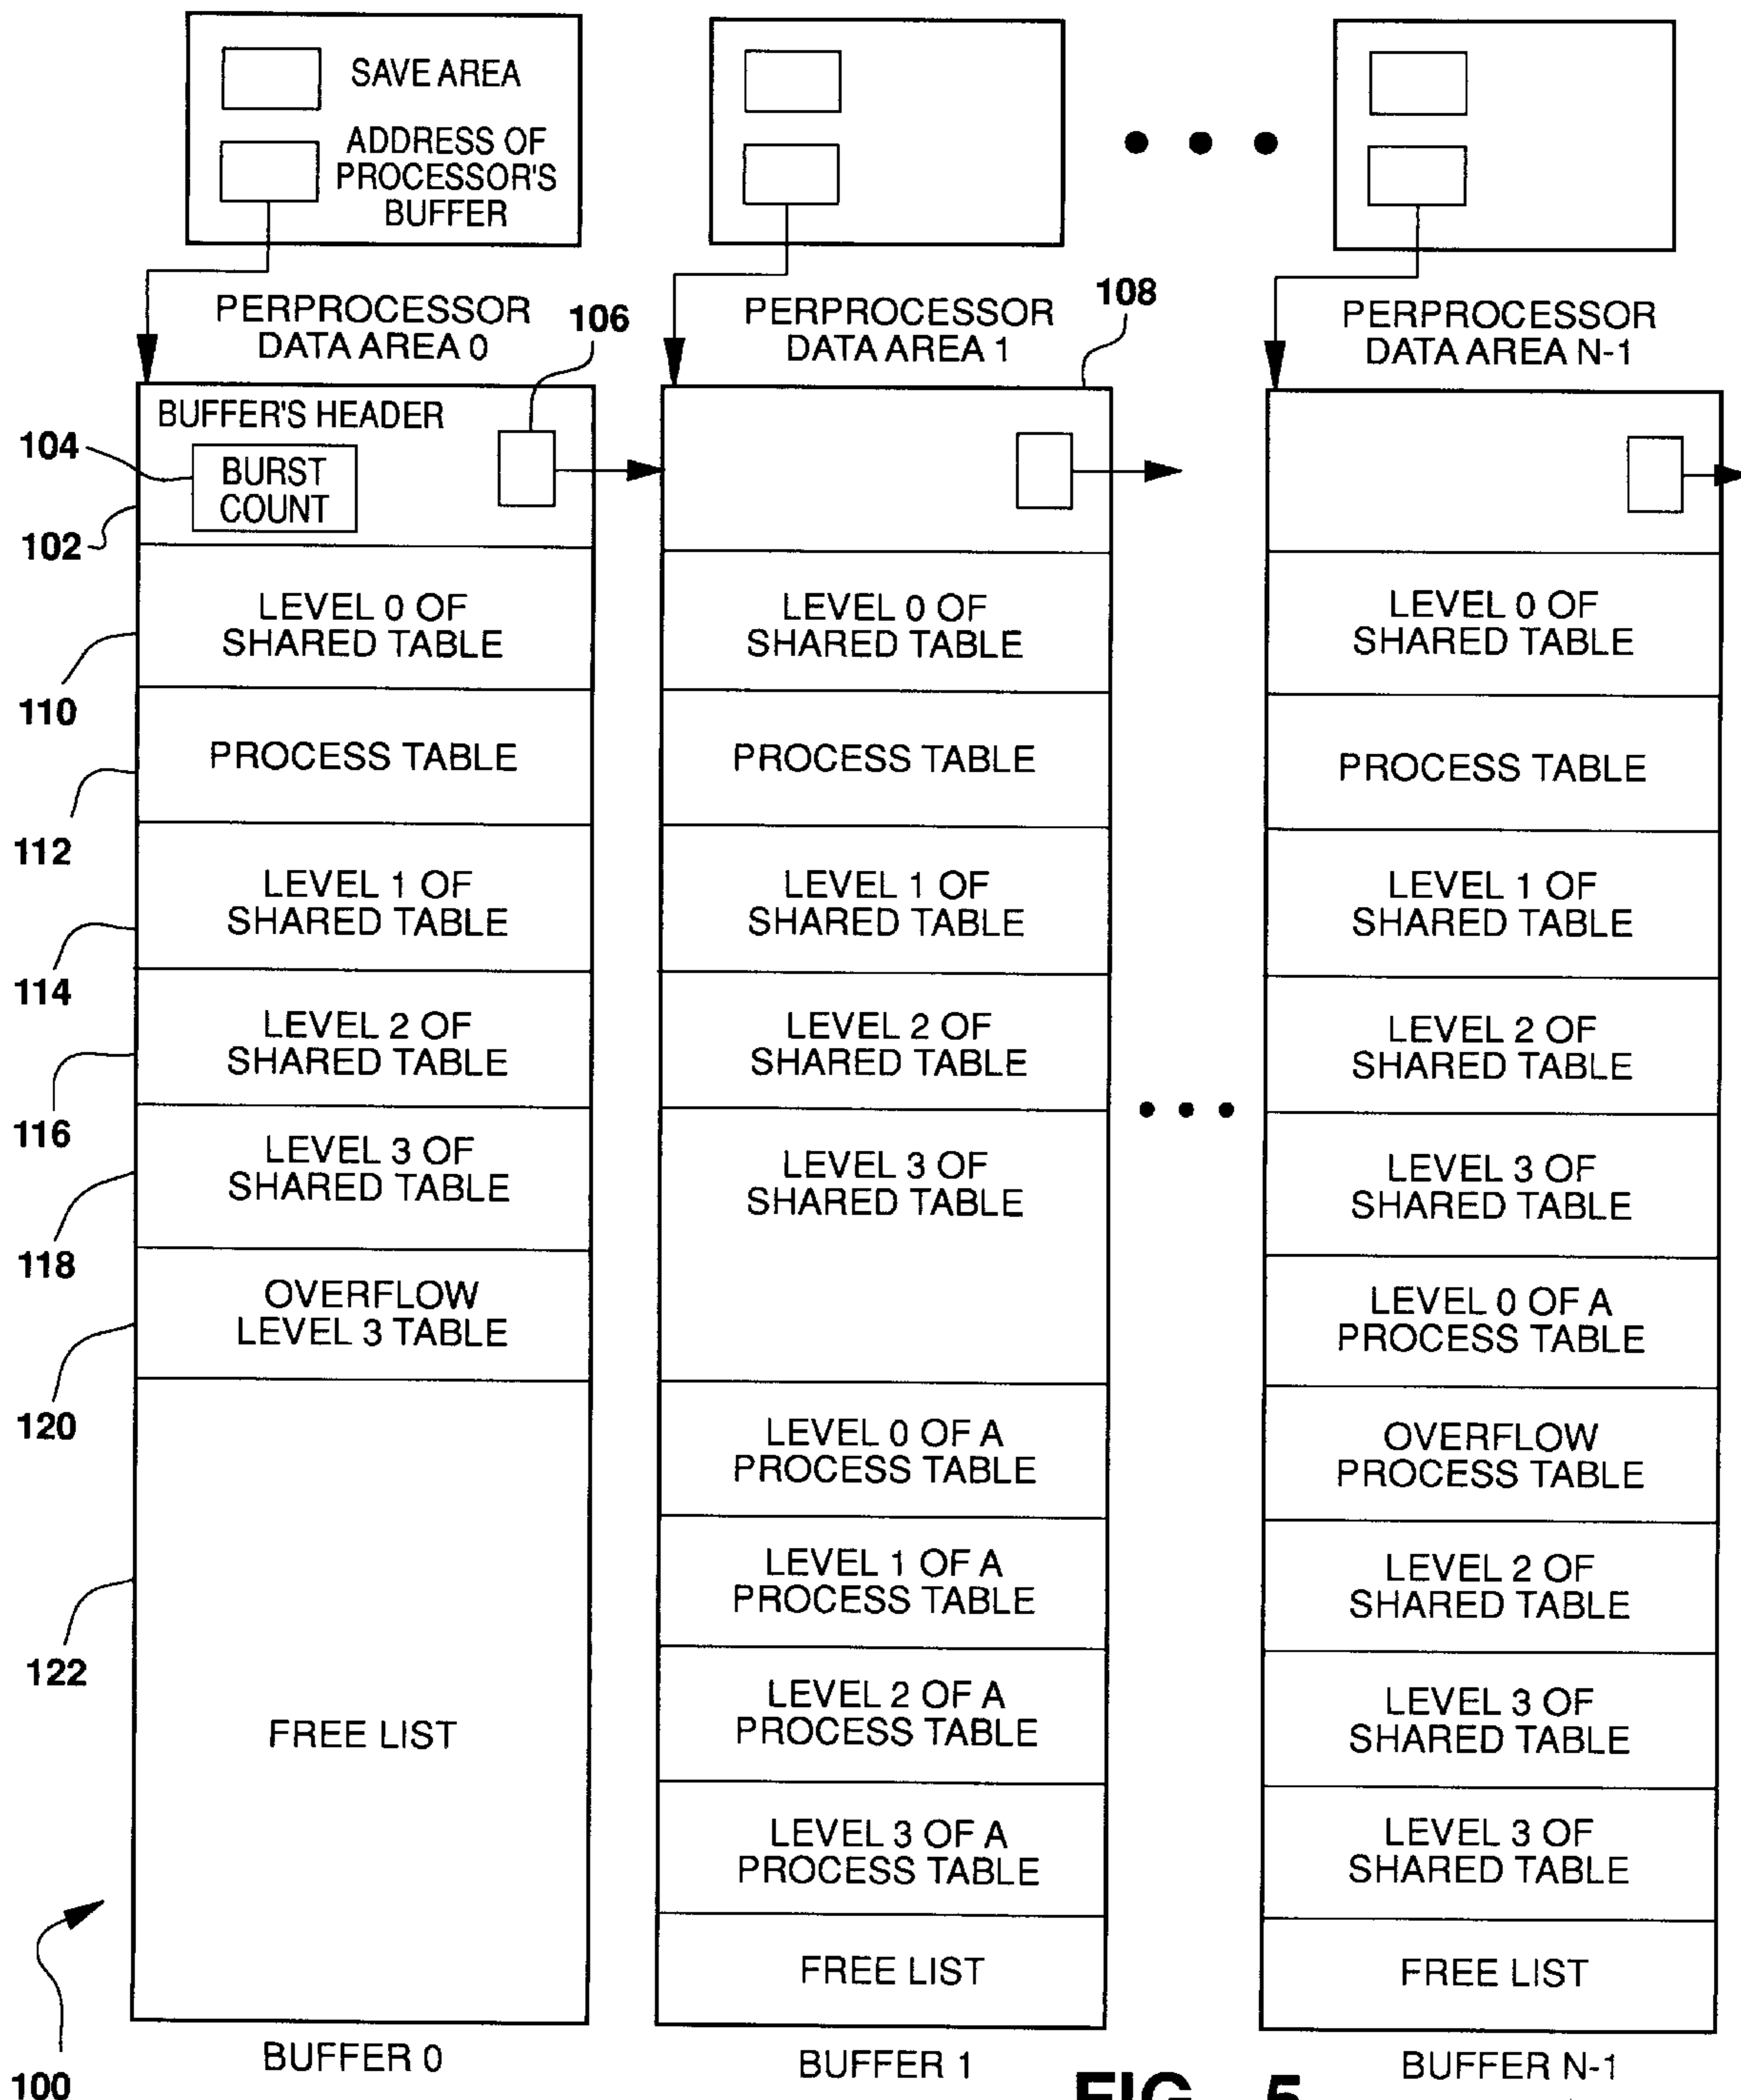 SAVE AREA
ADDRESS OF
PROCESSOR'S
BUFFER
PERPROCESSOR
DATA AREA 0
106
PERPROCESSOR
DATA AREA 1
108
PERPROCESSOR
DATA AREA N-1
BUFFER'S HEADER
104
BURST
COUNT
102
LEVEL 0 OF
SHARED TABLE
110
PROCESS TABLE
112
LEVEL 1 OF
SHARED TABLE
114
LEVEL 2 OF
SHARED TABLE
116
LEVEL 3 OF
SHARED TABLE
118
OVERFLOW
LEVEL 3 TABLE
120
122
FREE LIST
100
BUFFER 0
LEVEL 0 OF
SHARED TABLE
PROCESS TABLE
LEVEL 1 OF
SHARED TABLE
LEVEL 2 OF
SHARED TABLE
LEVEL 3 OF
SHARED TABLE
LEVEL 0 OF A
PROCESS TABLE
LEVEL 1 OF A
PROCESS TABLE
LEVEL 2 OF A
PROCESS TABLE
LEVEL 3 OF A
PROCESS TABLE
FREE LIST
BUFFER 1
LEVEL 0 OF
SHARED TABLE
PROCESS TABLE
LEVEL 1 OF
SHARED TABLE
LEVEL 2 OF
SHARED TABLE
LEVEL 3 OF
SHARED TABLE
LEVEL 0 OF A
PROCESS TABLE
OVERFLOW
PROCESS TABLE
LEVEL 2 OF
SHARED TABLE
LEVEL 3 OF
SHARED TABLE
LEVEL 3 OF
SHARED TABLE
FREE LIST
BUFFER N-1
FIG. 5